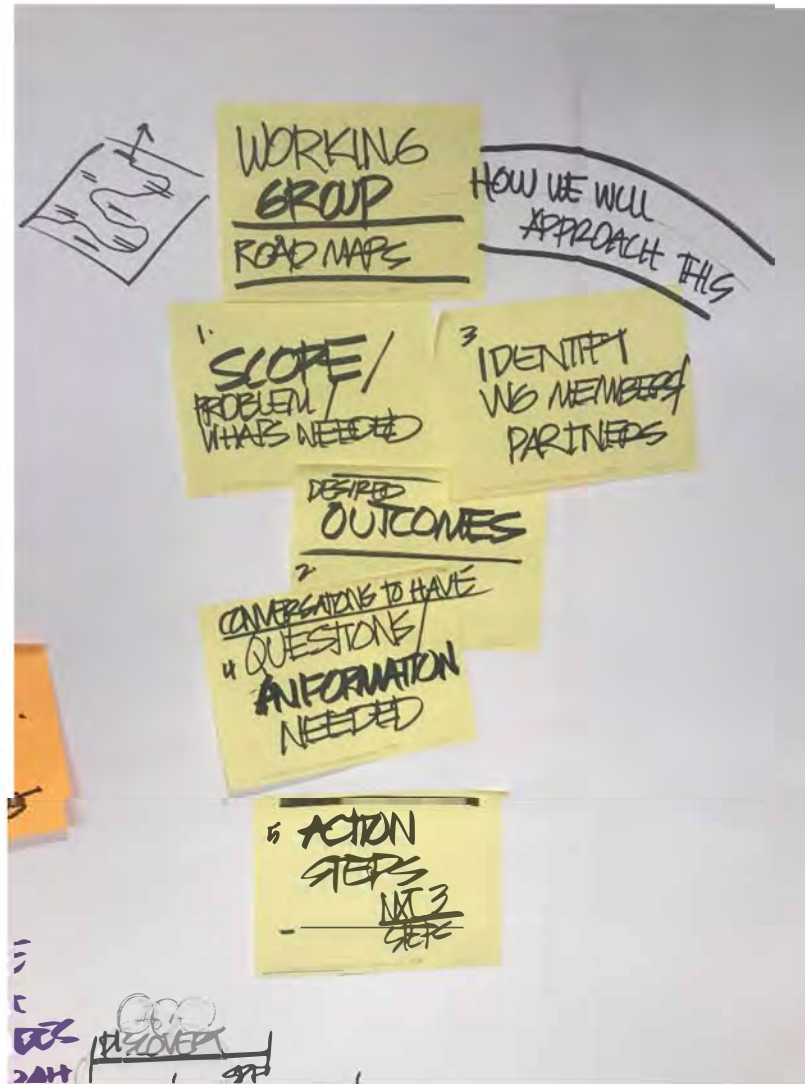 WORKING
GROUP
ROAD MAPS
HOW WE WILL
APPROACH THIS
1.
SCOPE/
PROBLEM/
WHATS NEEDED
3
IDENTIFY
WG MEMBERS/
PARTNERS
DESIRED
OUTCOMES
2.
CONVERSATIONS TO HAVE
4 QUESTIONS/
INFORMATION
NEEDED
5 ACTION
STEPS
NXT 3
STEPS
DISCOVERY